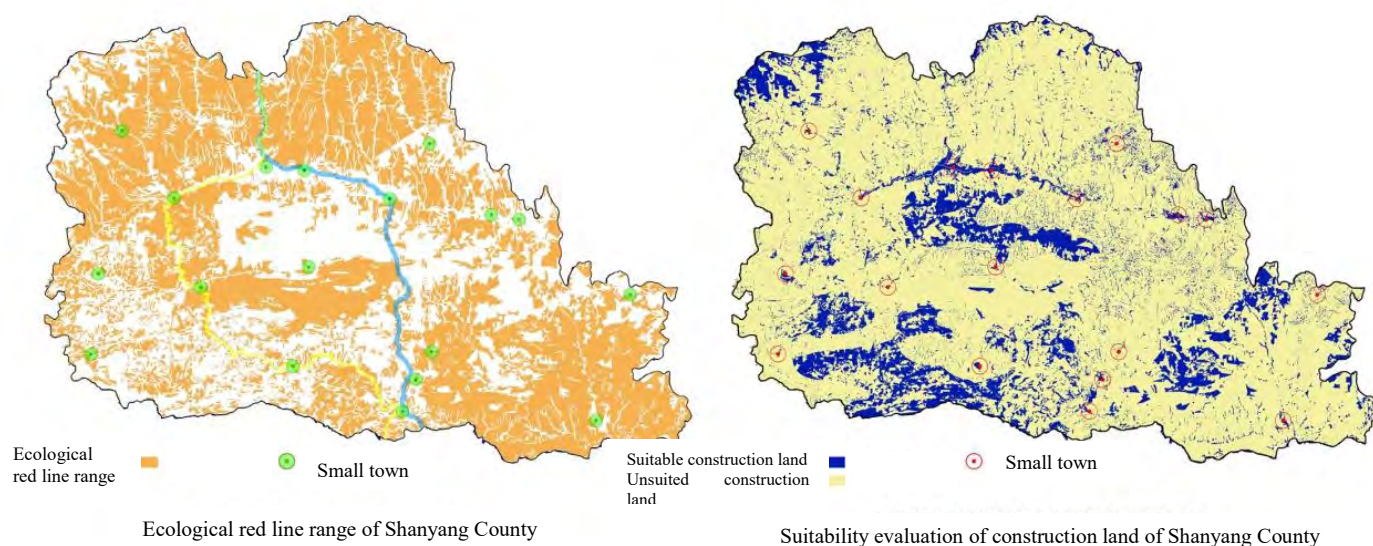 Ecological
red line range
Small town
Suitable construction land
Unsuited construction
land
Small town
Ecological red line range of Shanyang County
Suitability evaluation of construction land of Shanyang County